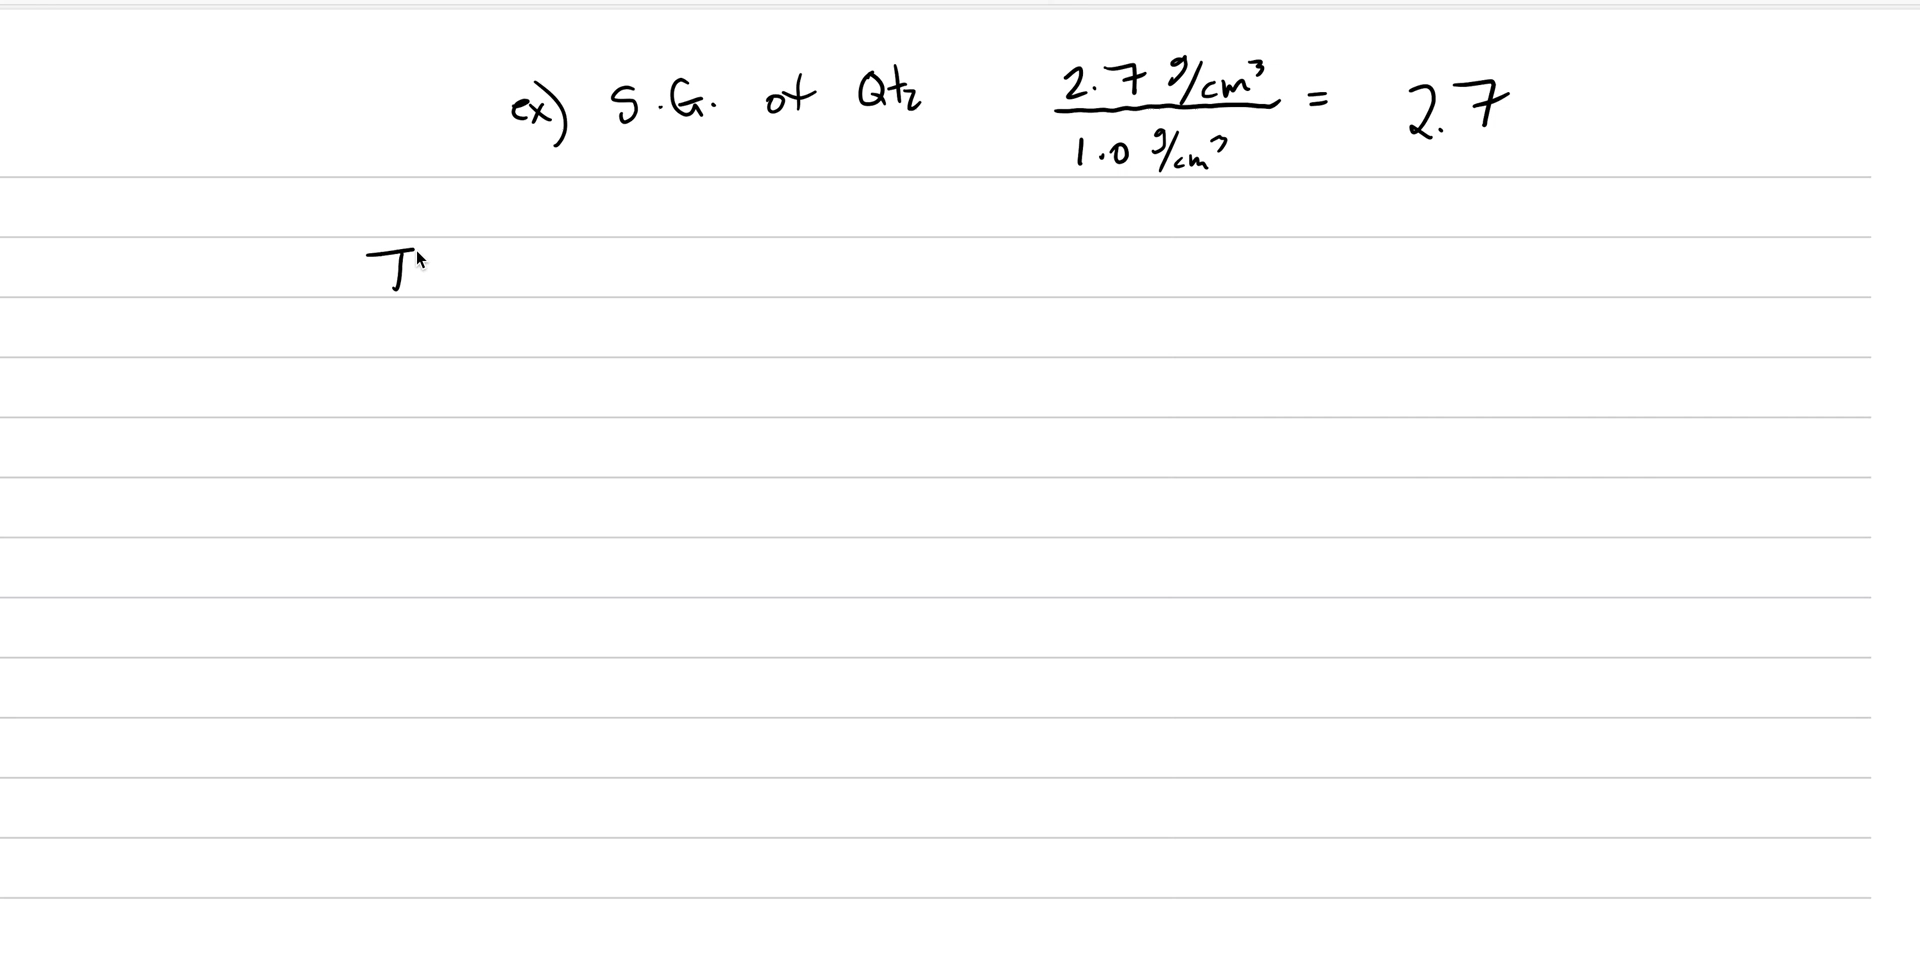 ex) S.G. of Qtz 2.7 g/cm³ / 1.0 g/cm³ = 2.7
T